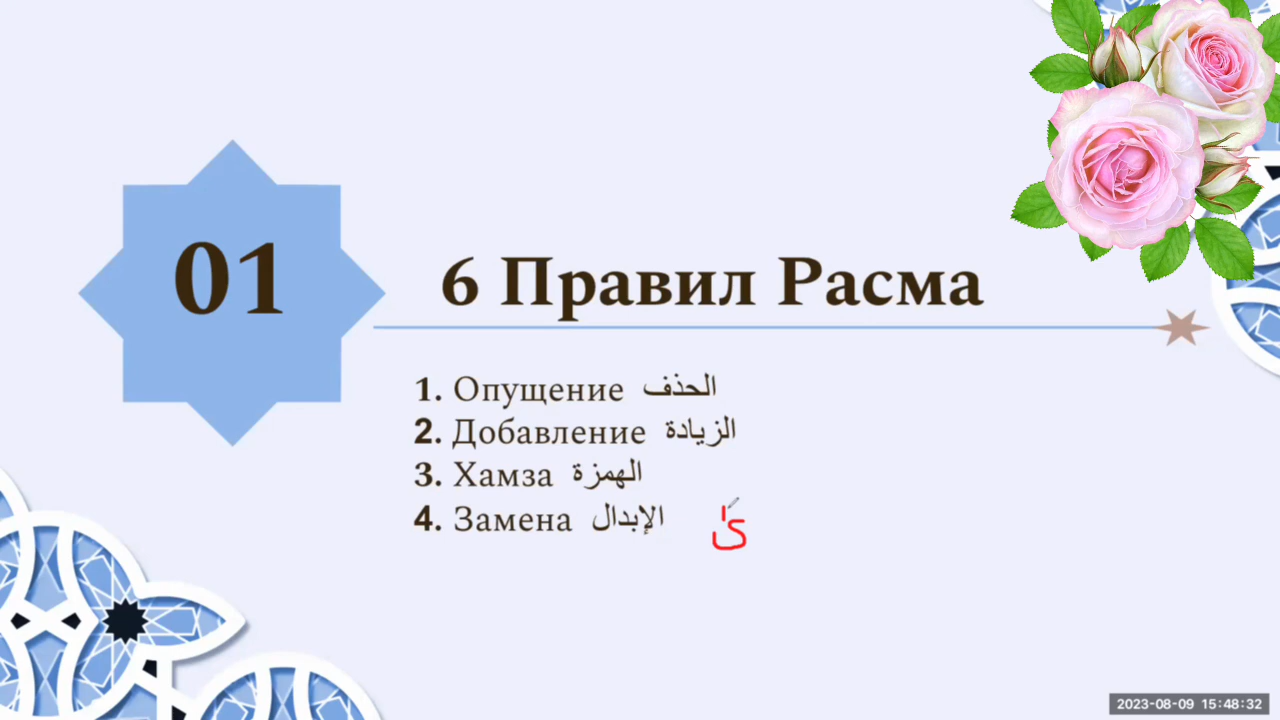 01
6 Правил Расма
1. Опущение الحذف
2. Добавление الزيادة
3. Хамза الهمزة
4. Замена الإبدال ىٰ
2023-08-09 15:48:32